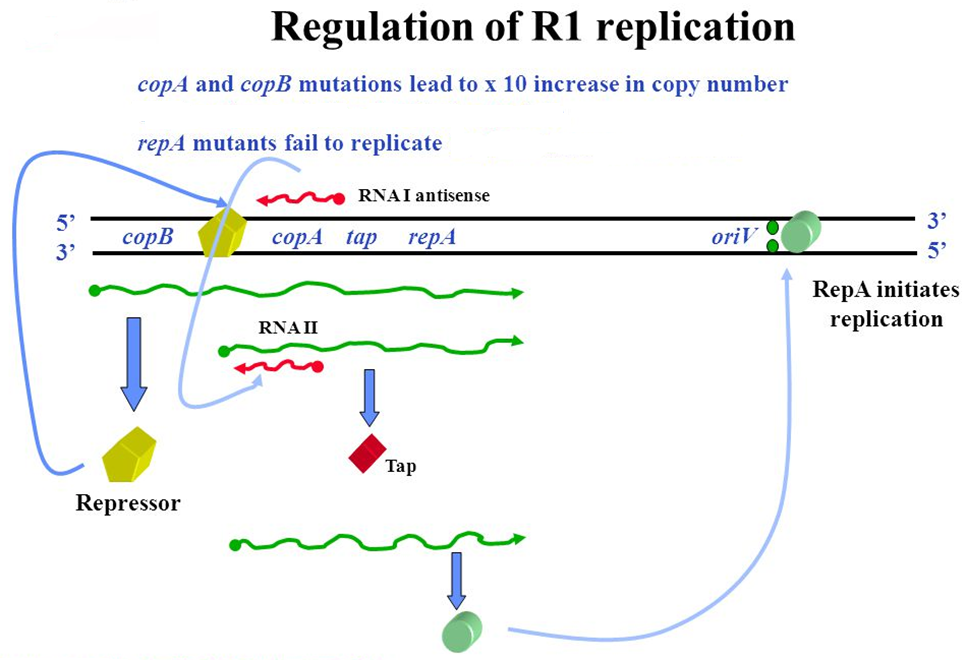 Regulation of R1 replication
copA and copB mutations lead to x 10 increase in copy number
repA mutants fail to replicate
RNA I antisense
5’ 3’
copB copA tap repA oriV
3’ 5’
RepA initiates
replication
RNA II
Tap
Repressor